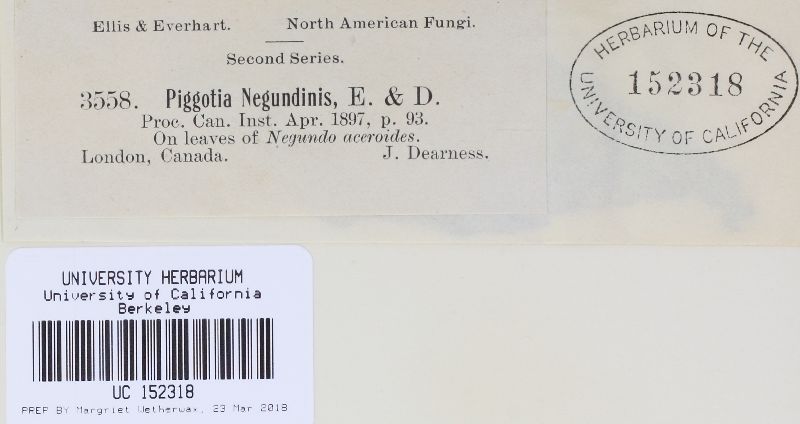 Ellis & Everhart. North American Fungi.
Second Series.
3558. Piggotia Negundinis, E. & D.
Proc. Can. Inst. Apr. 1897, p. 93.
On leaves of Negundo aceroides.
London, Canada. J. Dearness.
HERBARIUM OF THE
152318
UNIVERSITY OF CALIFORNIA
UNIVERSITY HERBARIUM
University of California
Berkeley
UC 152318
PREP BY Margriet Wetherwax, 23 Mar 2018